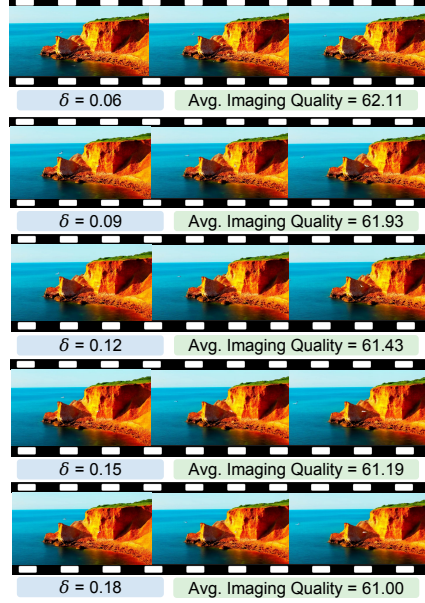 δ = 0.06 Avg. Imaging Quality = 62.11
δ = 0.09 Avg. Imaging Quality = 61.93
δ = 0.12 Avg. Imaging Quality = 61.43
δ = 0.15 Avg. Imaging Quality = 61.19
δ = 0.18 Avg. Imaging Quality = 61.00